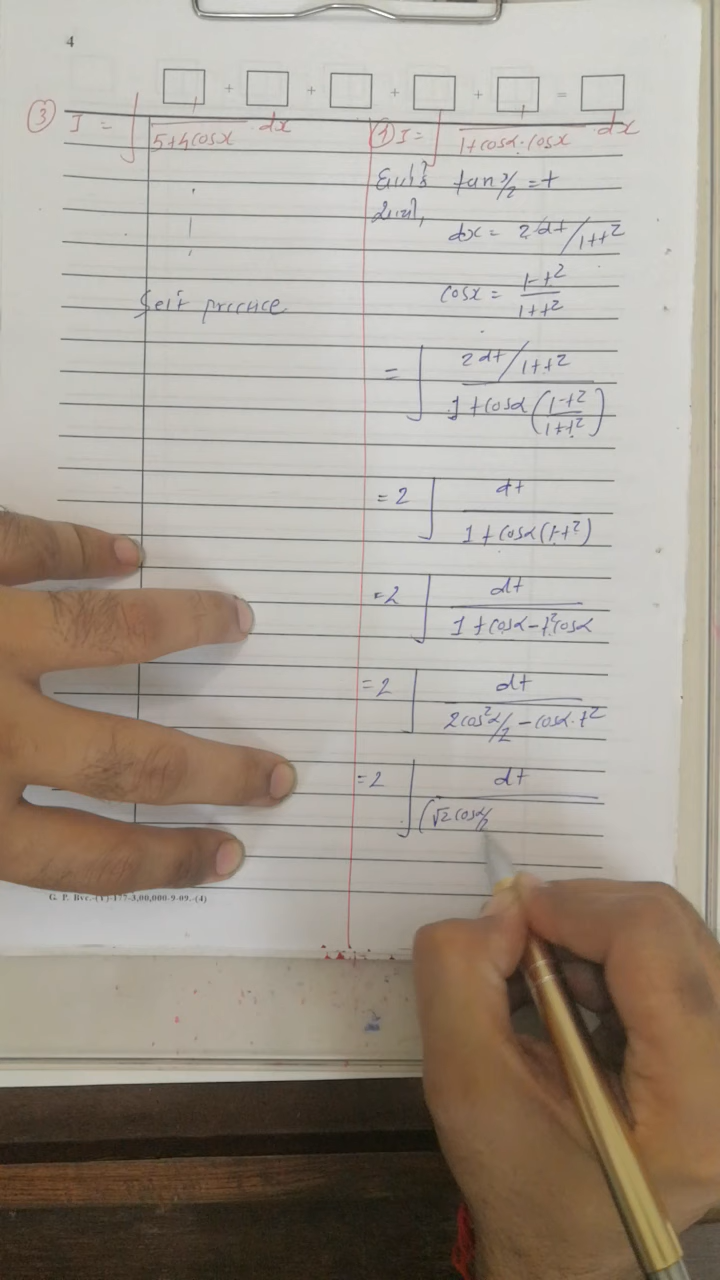 4
+ + + + =
③ I = ∫ 1/(5+4cosx) dx
Self practice
① I = ∫ 1/(1+cosα·cosx) dx
ધારો કે tan x/2 = t
dx = 2dt/1+t²
cosx = (1-t²)/(1+t²)
= ∫ (2dt/1+t²)/(1+cosα((1-t²)/(1+t²)))
= 2 ∫ dt/(1+cosα(1-t²))
= 2 ∫ dt/(1+cosα-t²cosα)
= 2 ∫ dt/(2cos²α/2 - cosα·t²)
= 2 ∫ dt/(√2 cosα/2
G. P. Bvc.-(Y)-177-3,00,000-9-09.-(4)